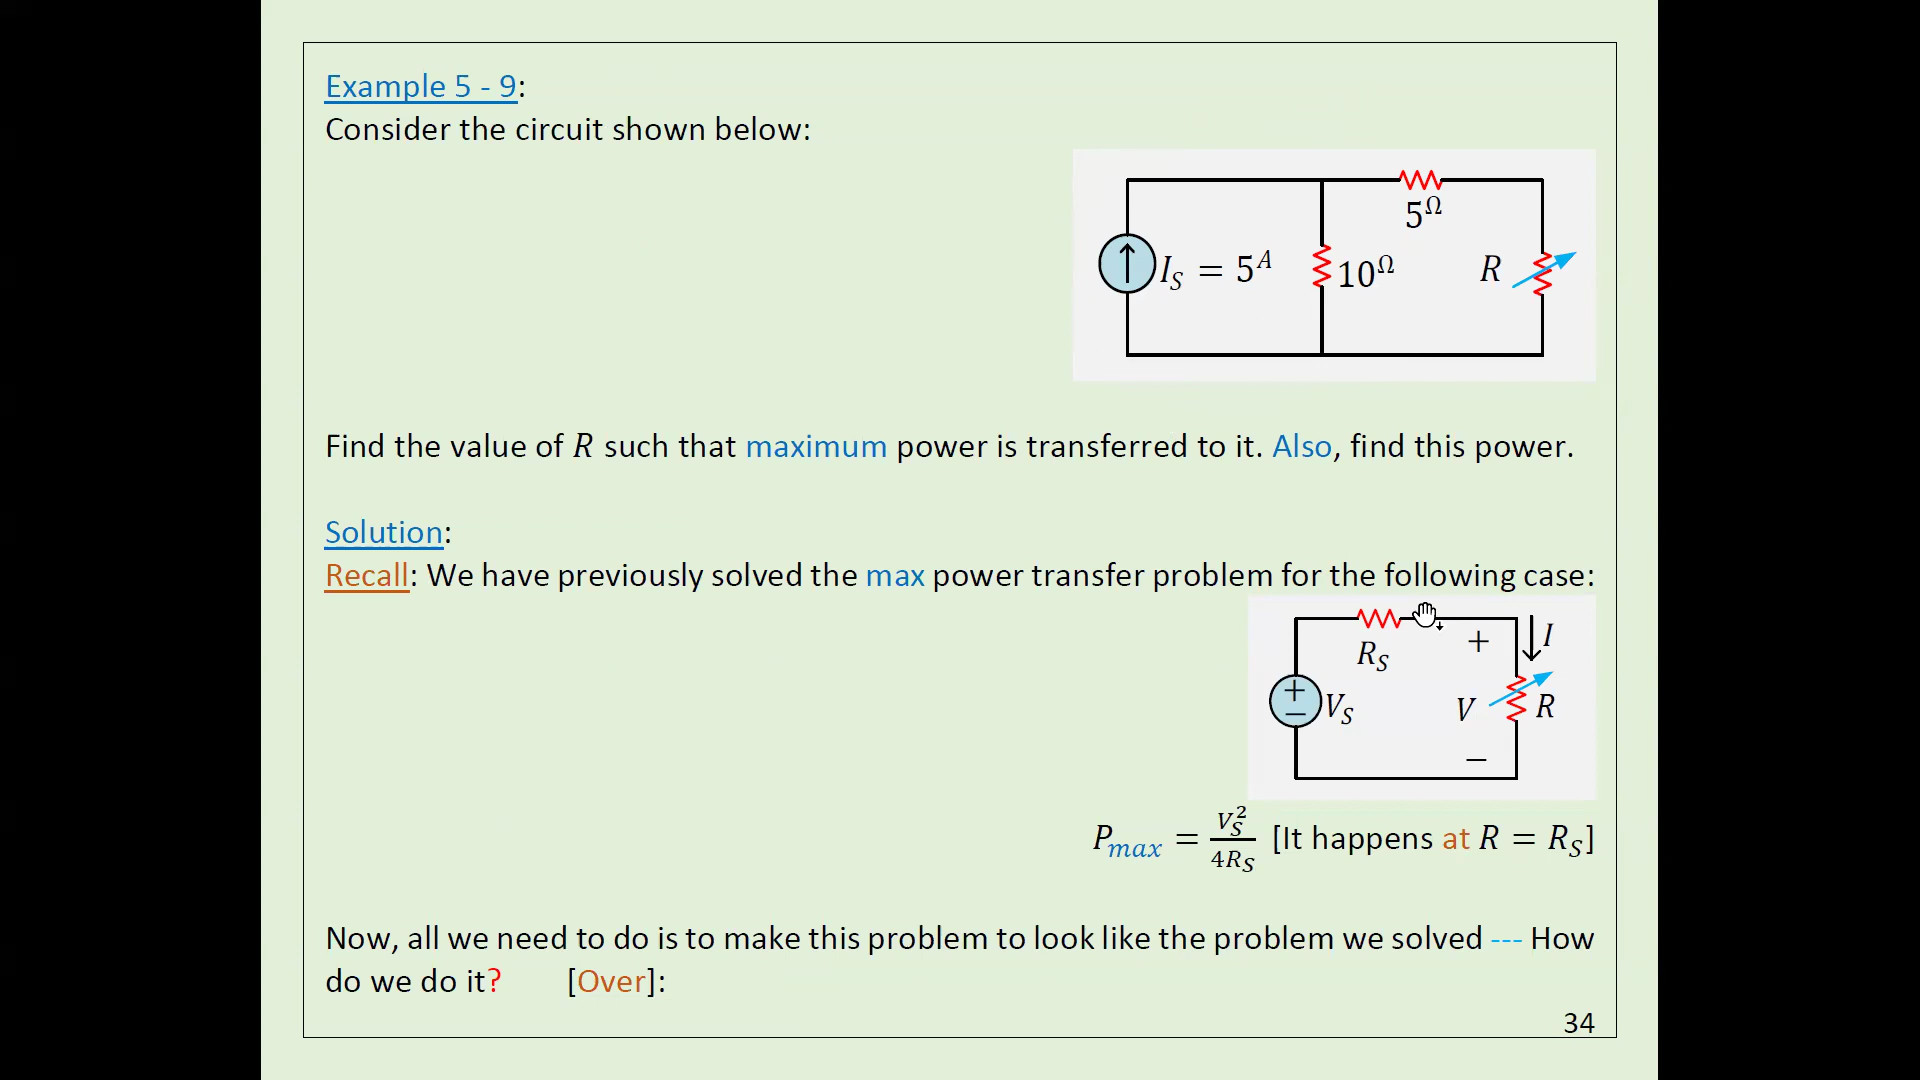 Example 5 - 9:
Consider the circuit shown below:
5^Ω
I_S = 5^A
10^Ω
R
Find the value of R such that maximum power is transferred to it. Also, find this power.
Solution:
Recall: We have previously solved the max power transfer problem for the following case:
R_S
+
I
+
−
V_S
V
R
−
P_max = V_S^2 / 4R_S [It happens at R = R_S]
Now, all we need to do is to make this problem to look like the problem we solved --- How
do we do it? [Over]:
34